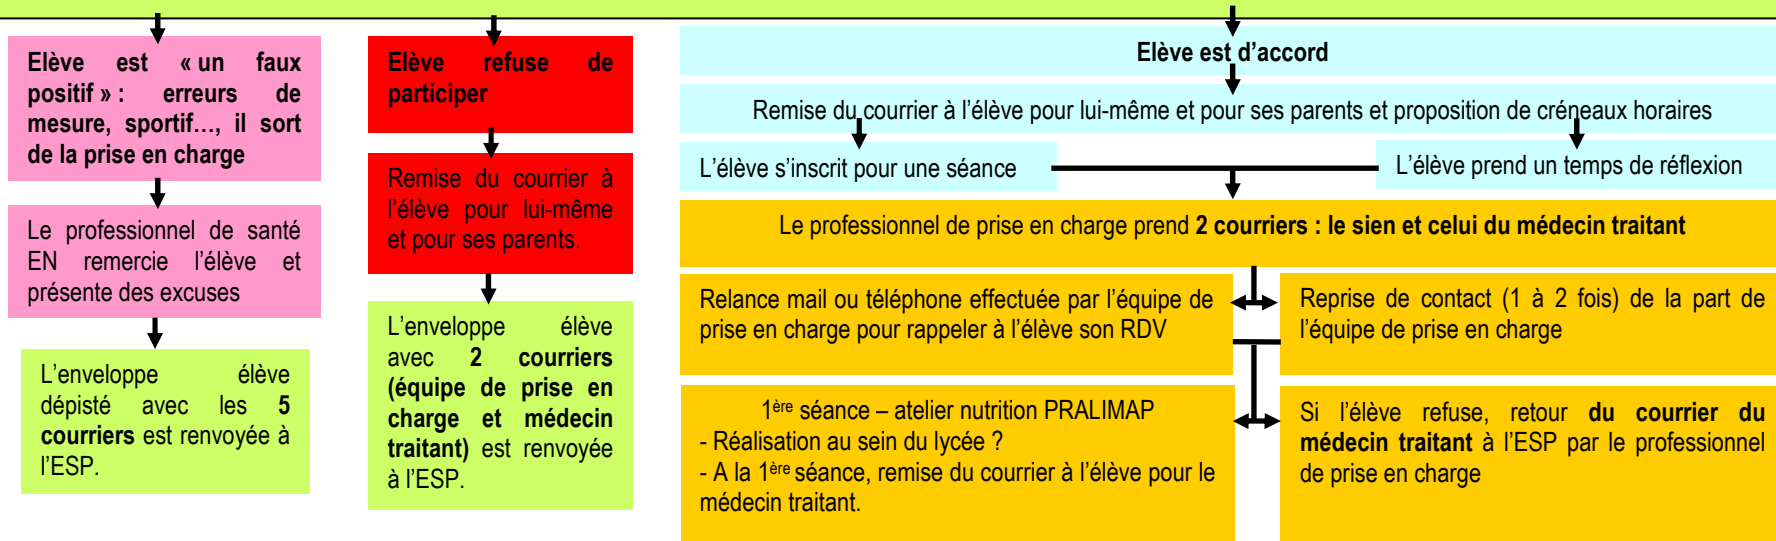 Elève est « un faux
positif » : erreurs de
mesure, sportif…, il sort
de la prise en charge
Le professionnel de santé
EN remercie l'élève et
présente des excuses
L'enveloppe élève
dépisté avec les 5
courriers est renvoyée à
l'ESP.
Elève refuse de
participer
Remise du courrier à
l'élève pour lui-même
et pour ses parents.
L'enveloppe élève
avec 2 courriers
(équipe de prise en
charge et médecin
traitant) est renvoyée
à l'ESP.
Elève est d'accord
Remise du courrier à l'élève pour lui-même et pour ses parents et proposition de créneaux horaires
L'élève s'inscrit pour une séance
L'élève prend un temps de réflexion
Le professionnel de prise en charge prend 2 courriers : le sien et celui du médecin traitant
Relance mail ou téléphone effectuée par l'équipe de
prise en charge pour rappeler à l'élève son RDV
Reprise de contact (1 à 2 fois) de la part de
l'équipe de prise en charge
1ère séance – atelier nutrition PRALIMAP
- Réalisation au sein du lycée ?
- A la 1ère séance, remise du courrier à l'élève pour le
médecin traitant.
Si l'élève refuse, retour du courrier du
médecin traitant à l'ESP par le professionnel
de prise en charge